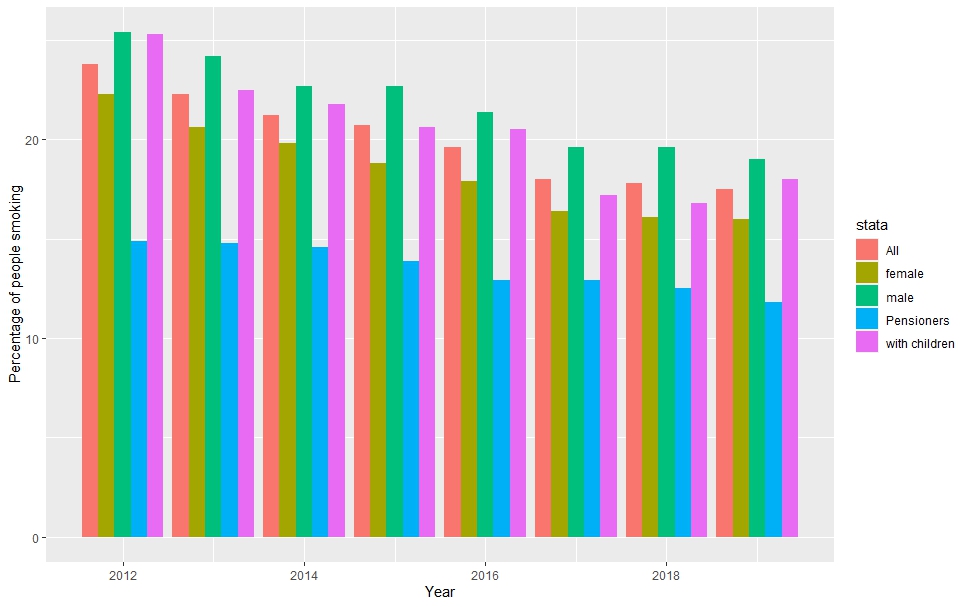 20
10
0
Percentage of people smoking
2012
2014
2016
2018
Year
stata
All
female
male
Pensioners
with children